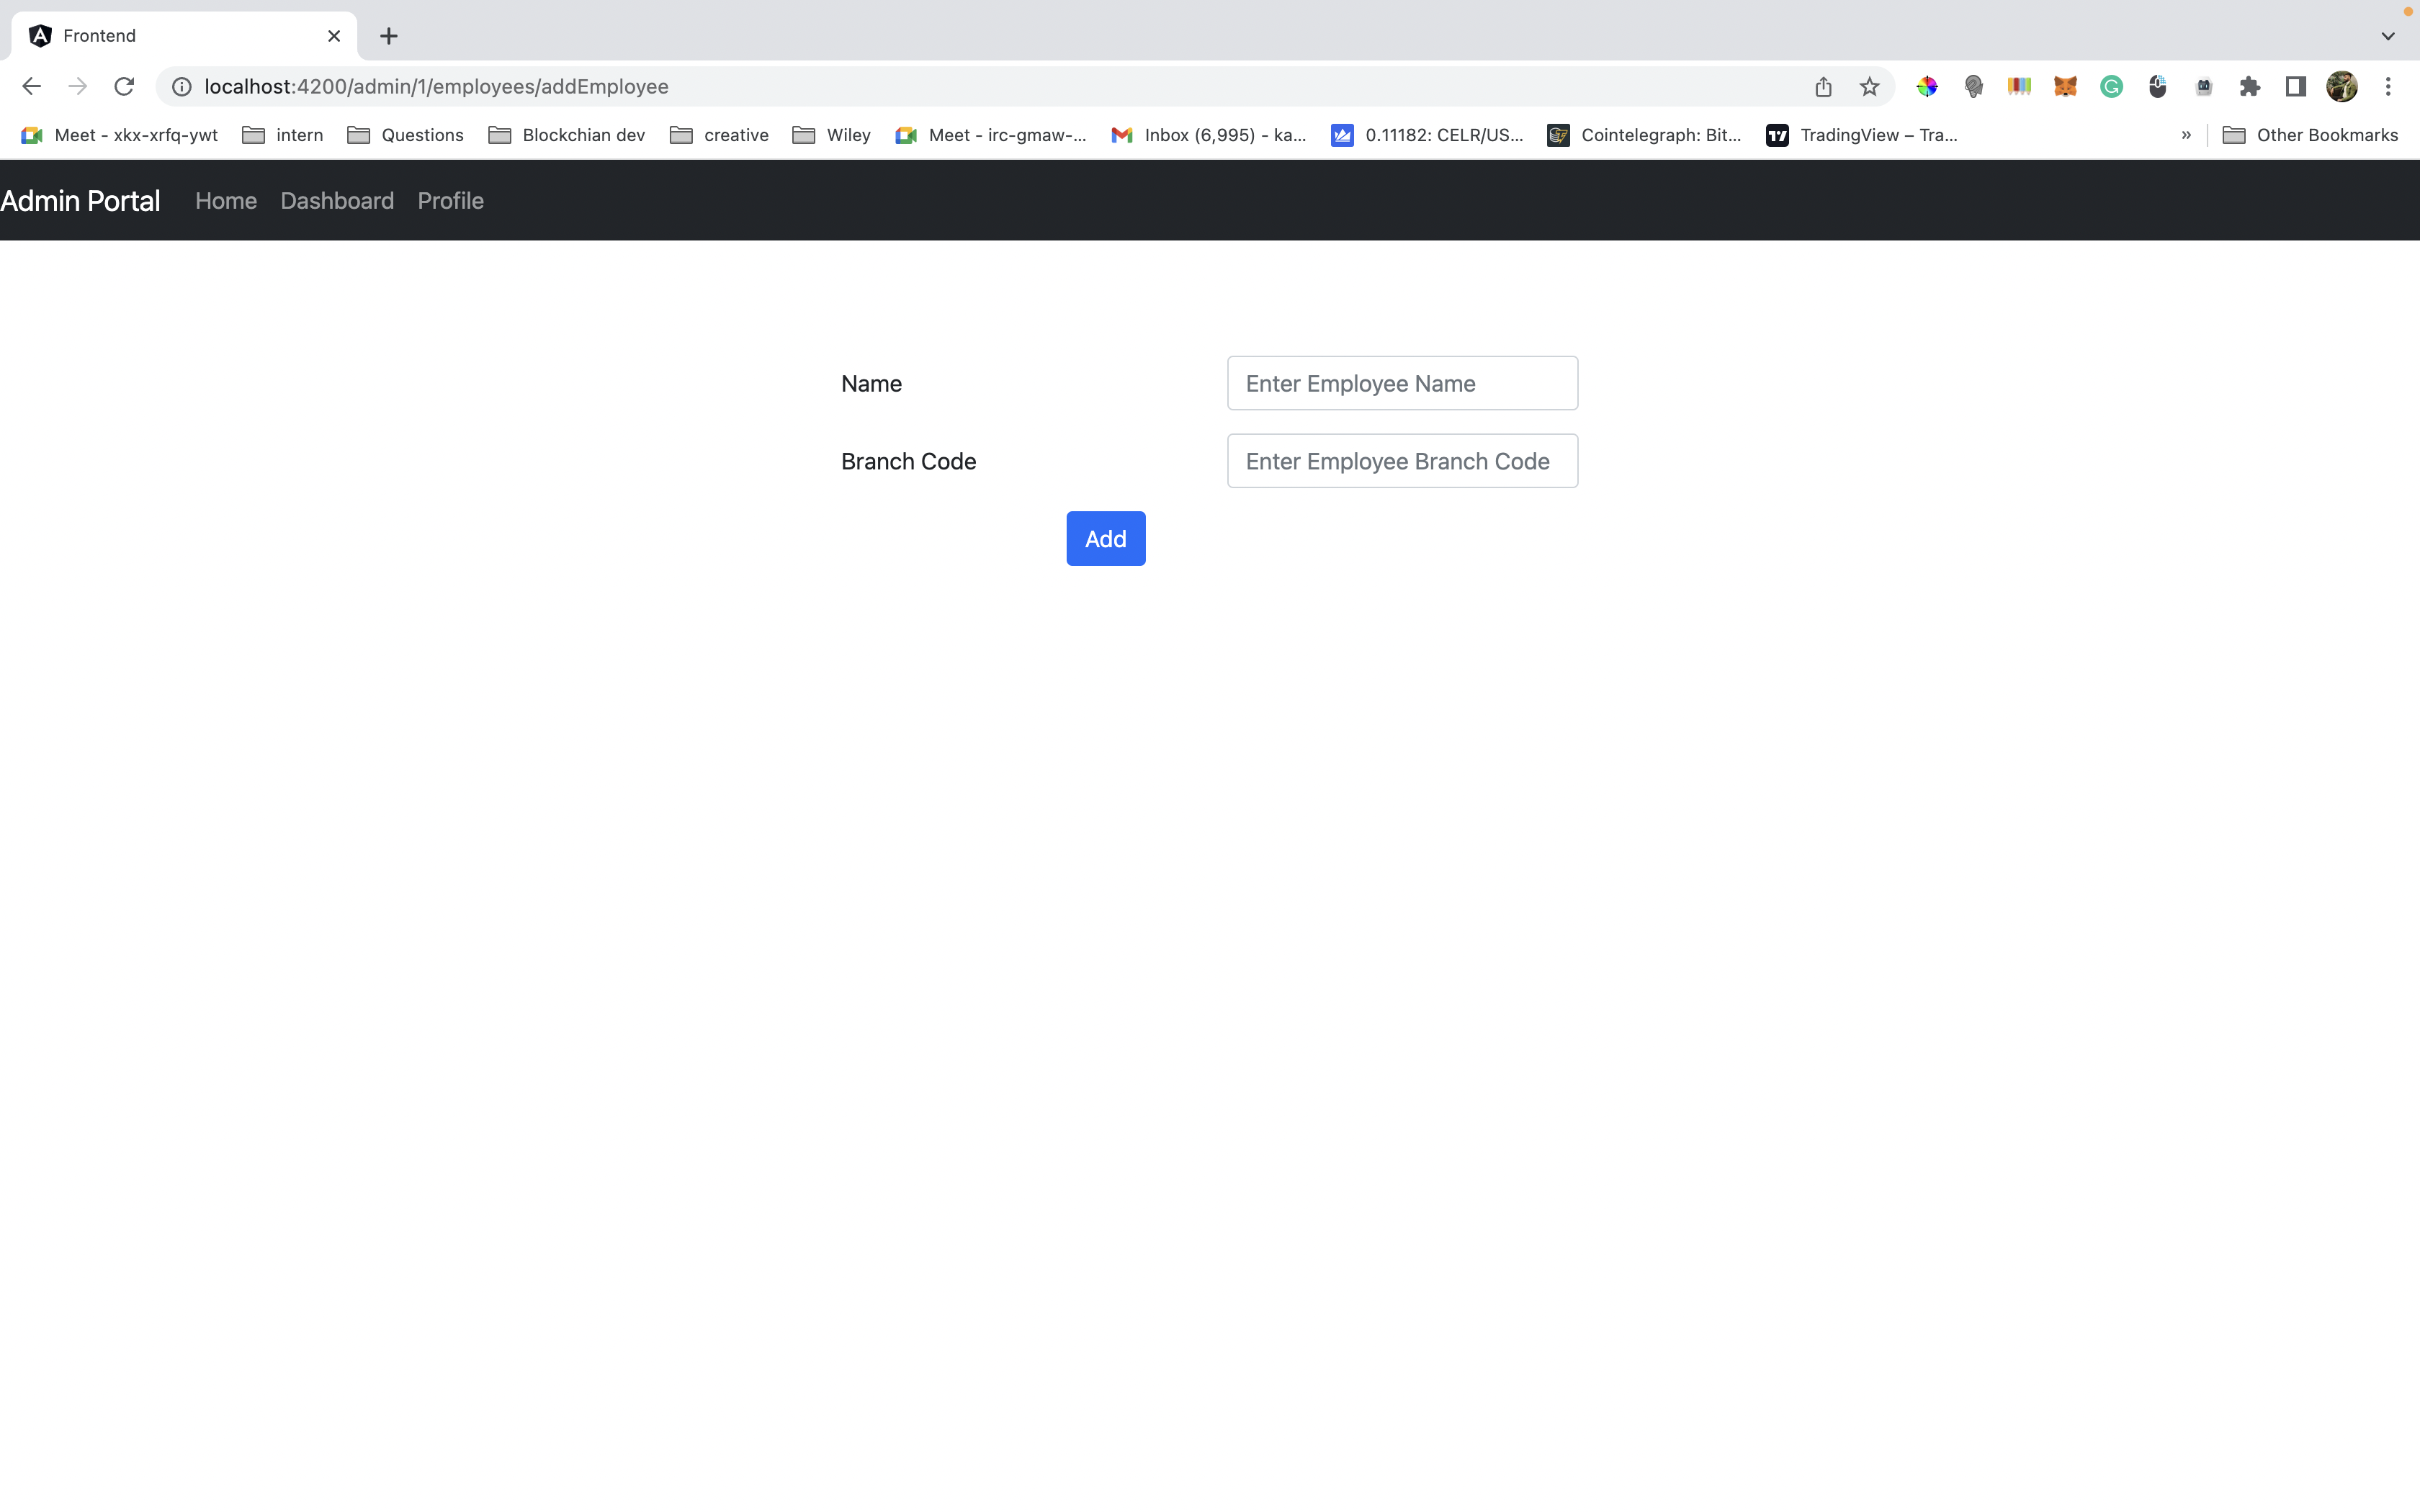 Frontend
localhost:4200/admin/1/employees/addEmployee
Meet - xkx-xrfq-ywt intern Questions Blockchian dev creative Wiley Meet - irc-gmaw-... Inbox (6,995) - ka... 0.11182: CELR/US... Cointelegraph: Bit... TradingView – Tra... » Other Bookmarks
Admin Portal Home Dashboard Profile
Name Enter Employee Name
Branch Code Enter Employee Branch Code
Add